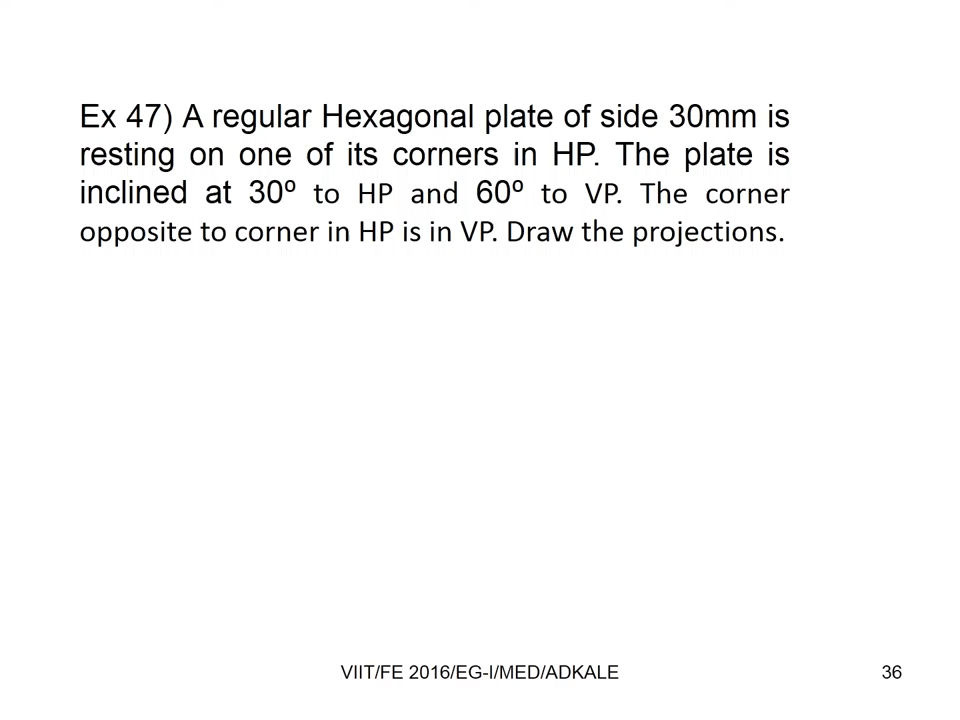 Ex 47) A regular Hexagonal plate of side 30mm is
resting on one of its corners in HP. The plate is
inclined at 30º to HP and 60º to VP. The corner
opposite to corner in HP is in VP. Draw the projections.
VIIT/FE 2016/EG-I/MED/ADKALE
36